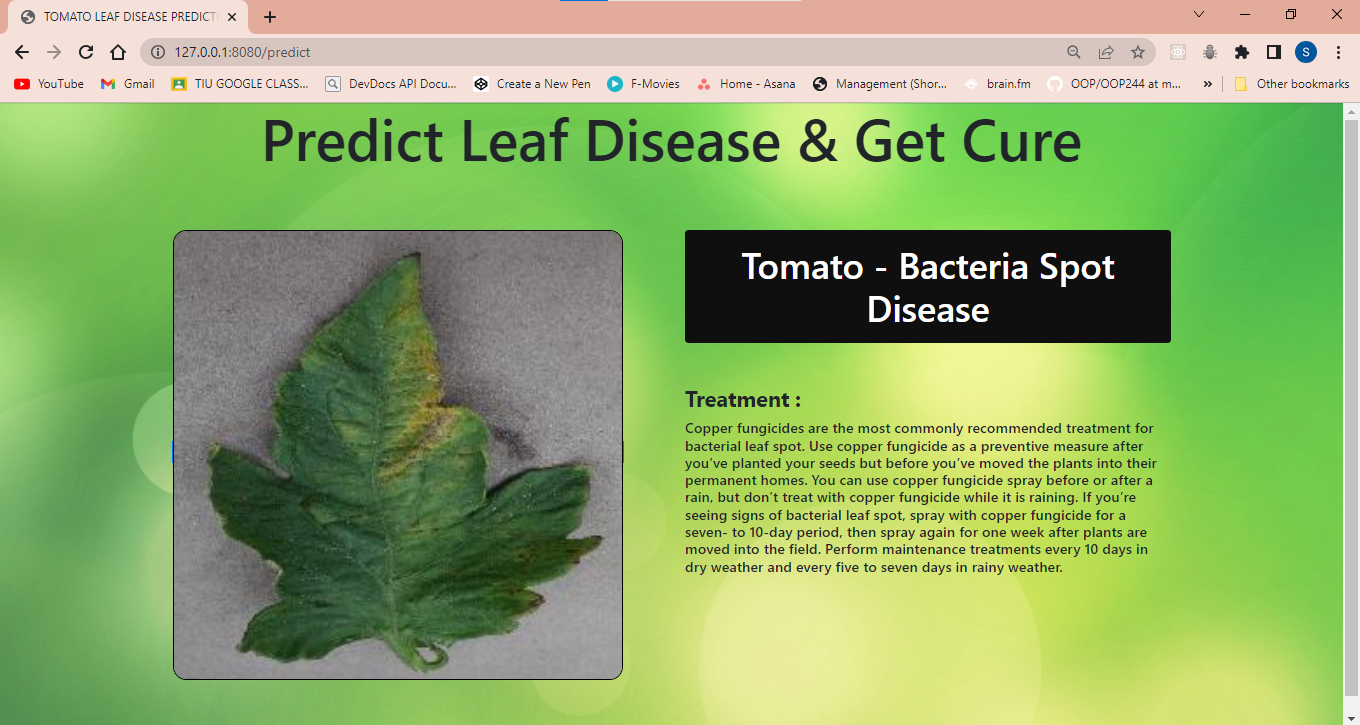 TOMATO LEAF DISEASE PREDICTI
127.0.0.1:8080/predict
S
YouTube
Gmail
TIU GOOGLE CLASS...
DevDocs API Docu...
Create a New Pen
F-Movies
Home - Asana
Management (Shor...
brain.fm
OOP/OOP244 at m...
»
Other bookmarks
Predict Leaf Disease & Get Cure
Tomato - Bacteria Spot
Disease
Treatment :
Copper fungicides are the most commonly recommended treatment for
bacterial leaf spot. Use copper fungicide as a preventive measure after
you’ve planted your seeds but before you’ve moved the plants into their
permanent homes. You can use copper fungicide spray before or after a
rain, but don’t treat with copper fungicide while it is raining. If you’re
seeing signs of bacterial leaf spot, spray with copper fungicide for a
seven- to 10-day period, then spray again for one week after plants are
moved into the field. Perform maintenance treatments every 10 days in
dry weather and every five to seven days in rainy weather.